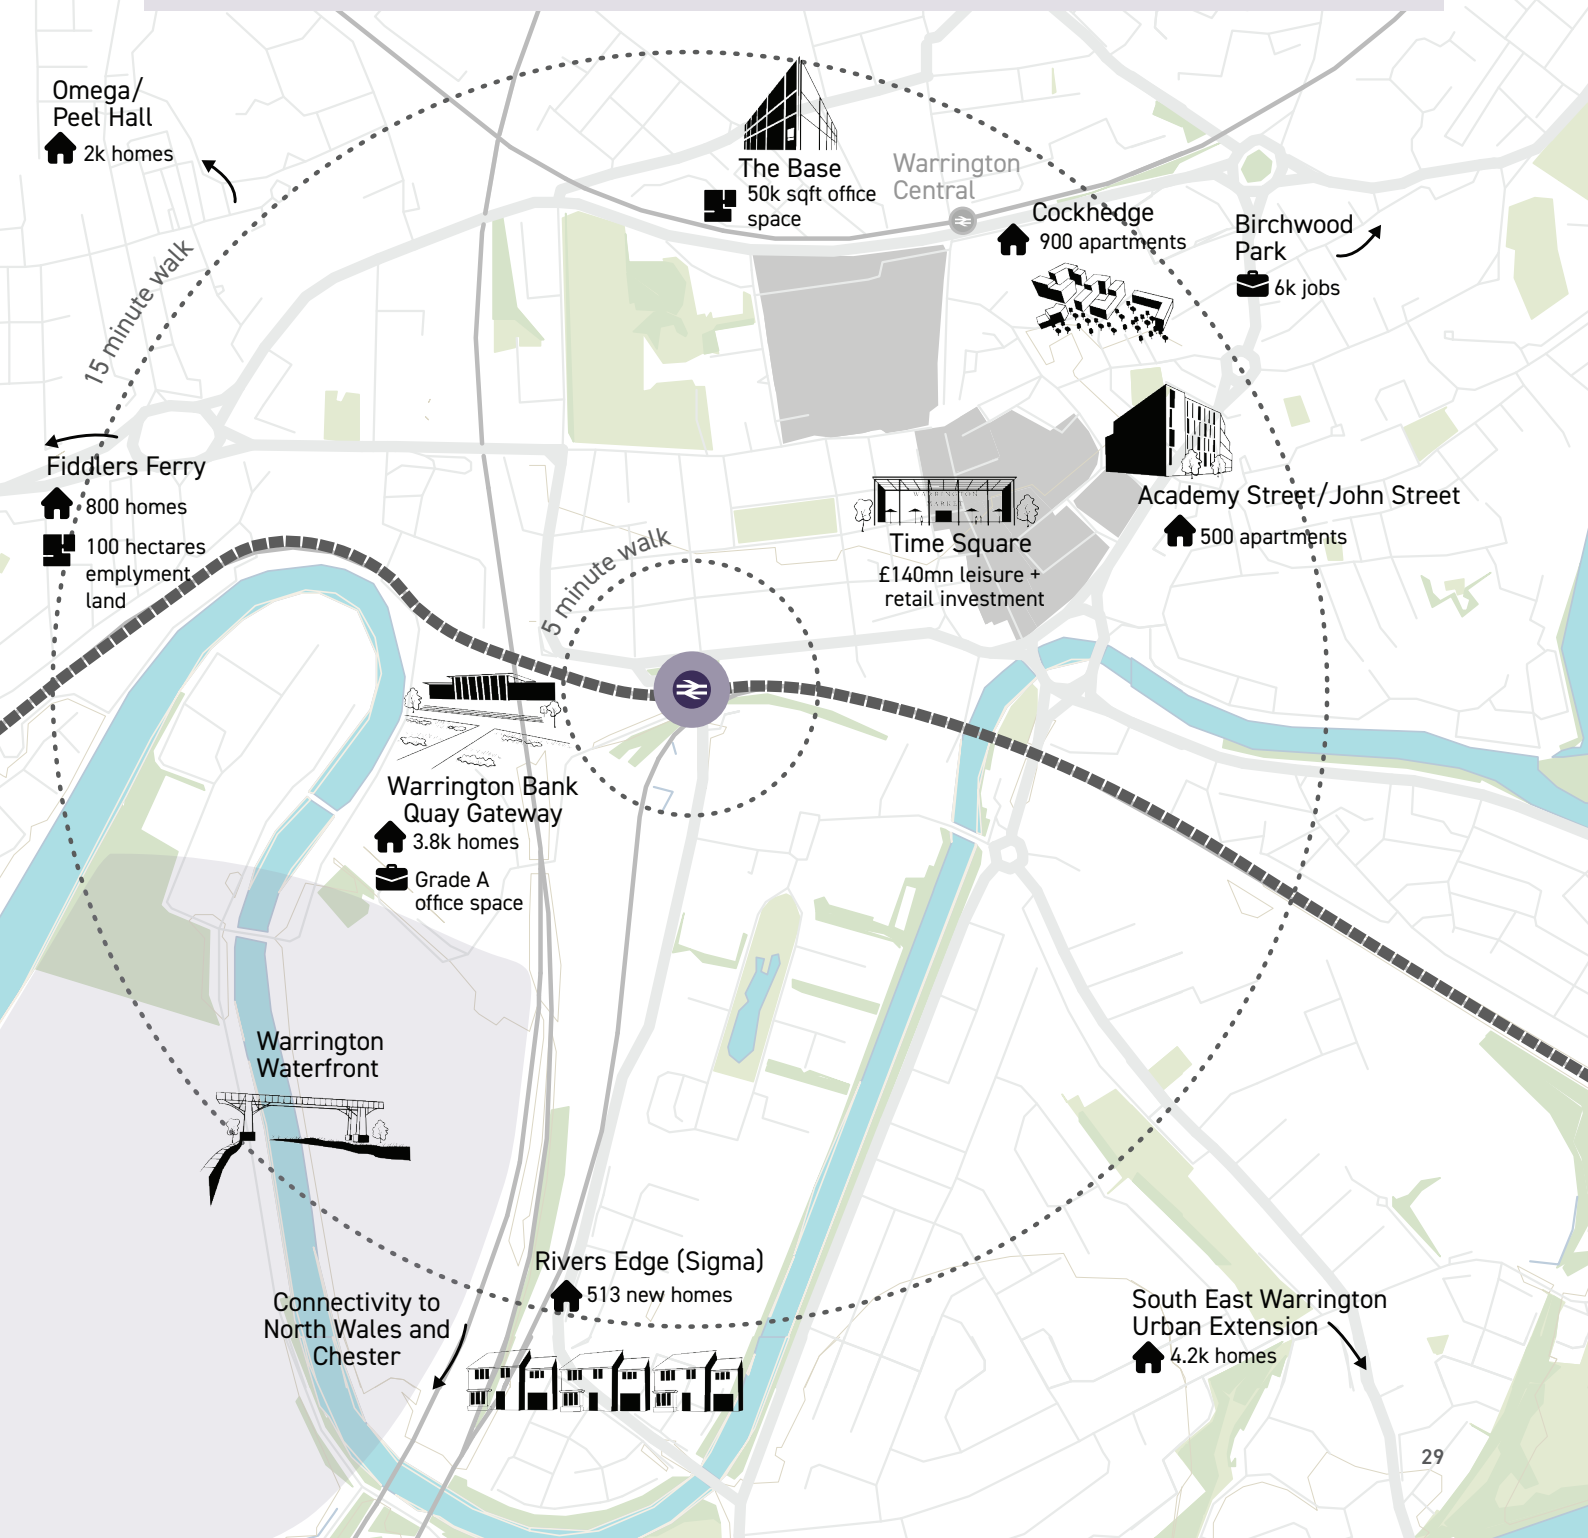 Omega/
Peel Hall
2k homes
The Base
50k sqft office
space
Warrington
Central
Cockhedge
900 apartments
Birchwood
Park
6k jobs
15 minute walk
Fiddlers Ferry
800 homes
100 hectares
emplyment
land
WARRINGTON
MARKET
Time Square
£140mn leisure +
retail investment
Academy Street/John Street
500 apartments
5 minute walk
Warrington Bank
Quay Gateway
3.8k homes
Grade A
office space
Warrington
Waterfront
Rivers Edge (Sigma)
513 new homes
Connectivity to
North Wales and
Chester
South East Warrington
Urban Extension
4.2k homes
29